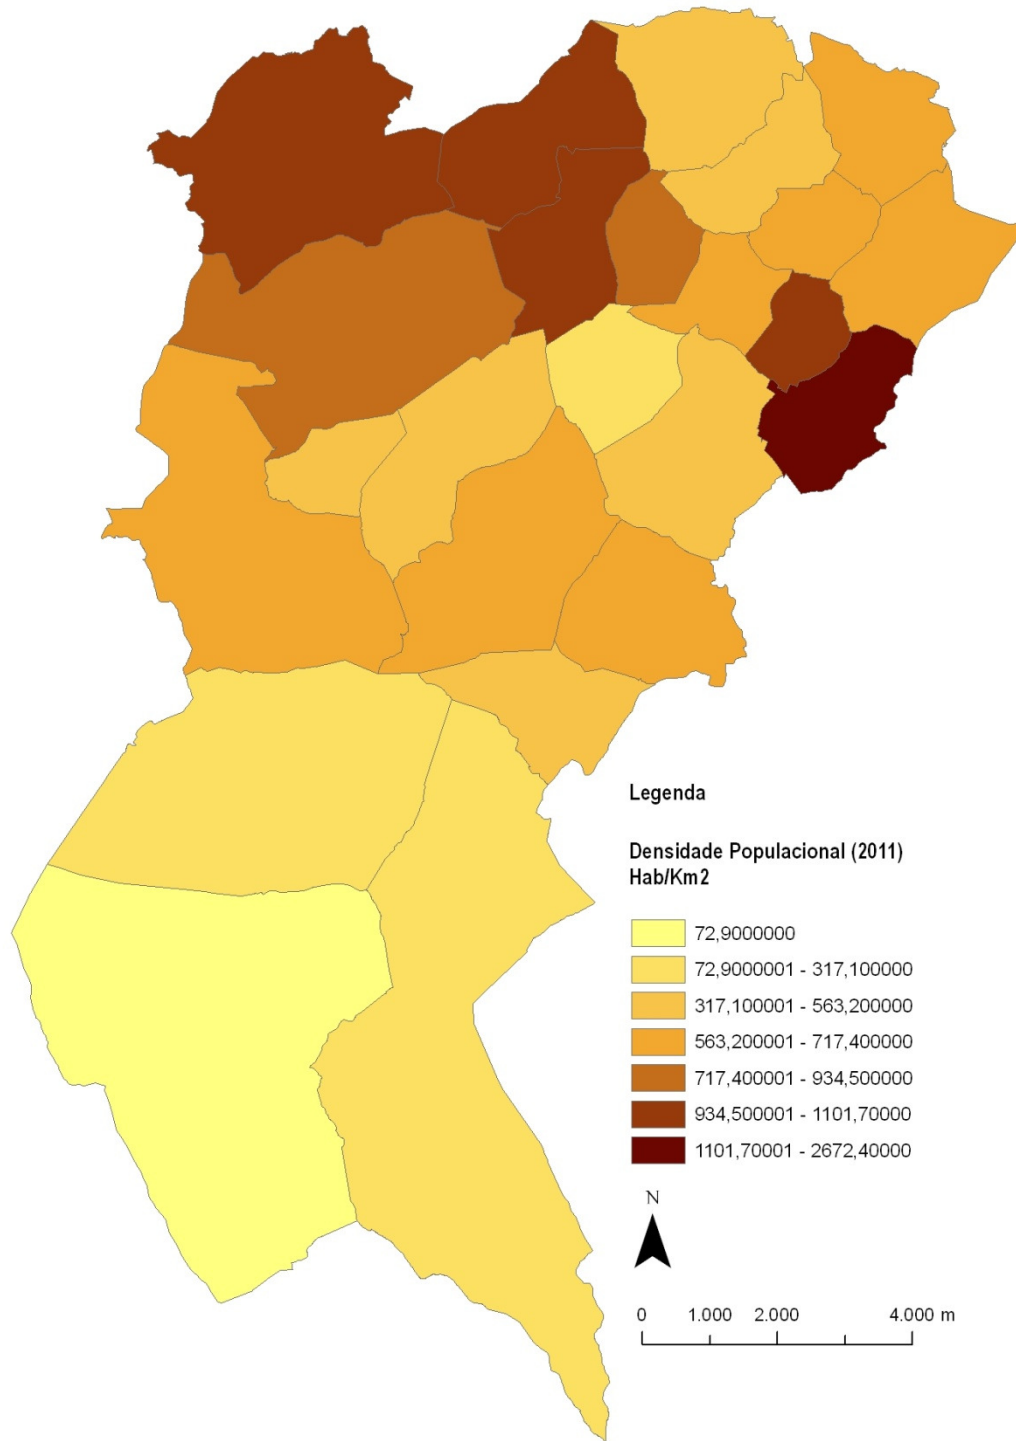 Legenda
Densidade Populacional (2011)
Hab/Km2
72,9000000
72,9000001 - 317,100000
317,100001 - 563,200000
563,200001 - 717,400000
717,400001 - 934,500000
934,500001 - 1101,70000
1101,70001 - 2672,40000
N
0 1.000 2.000 4.000 m